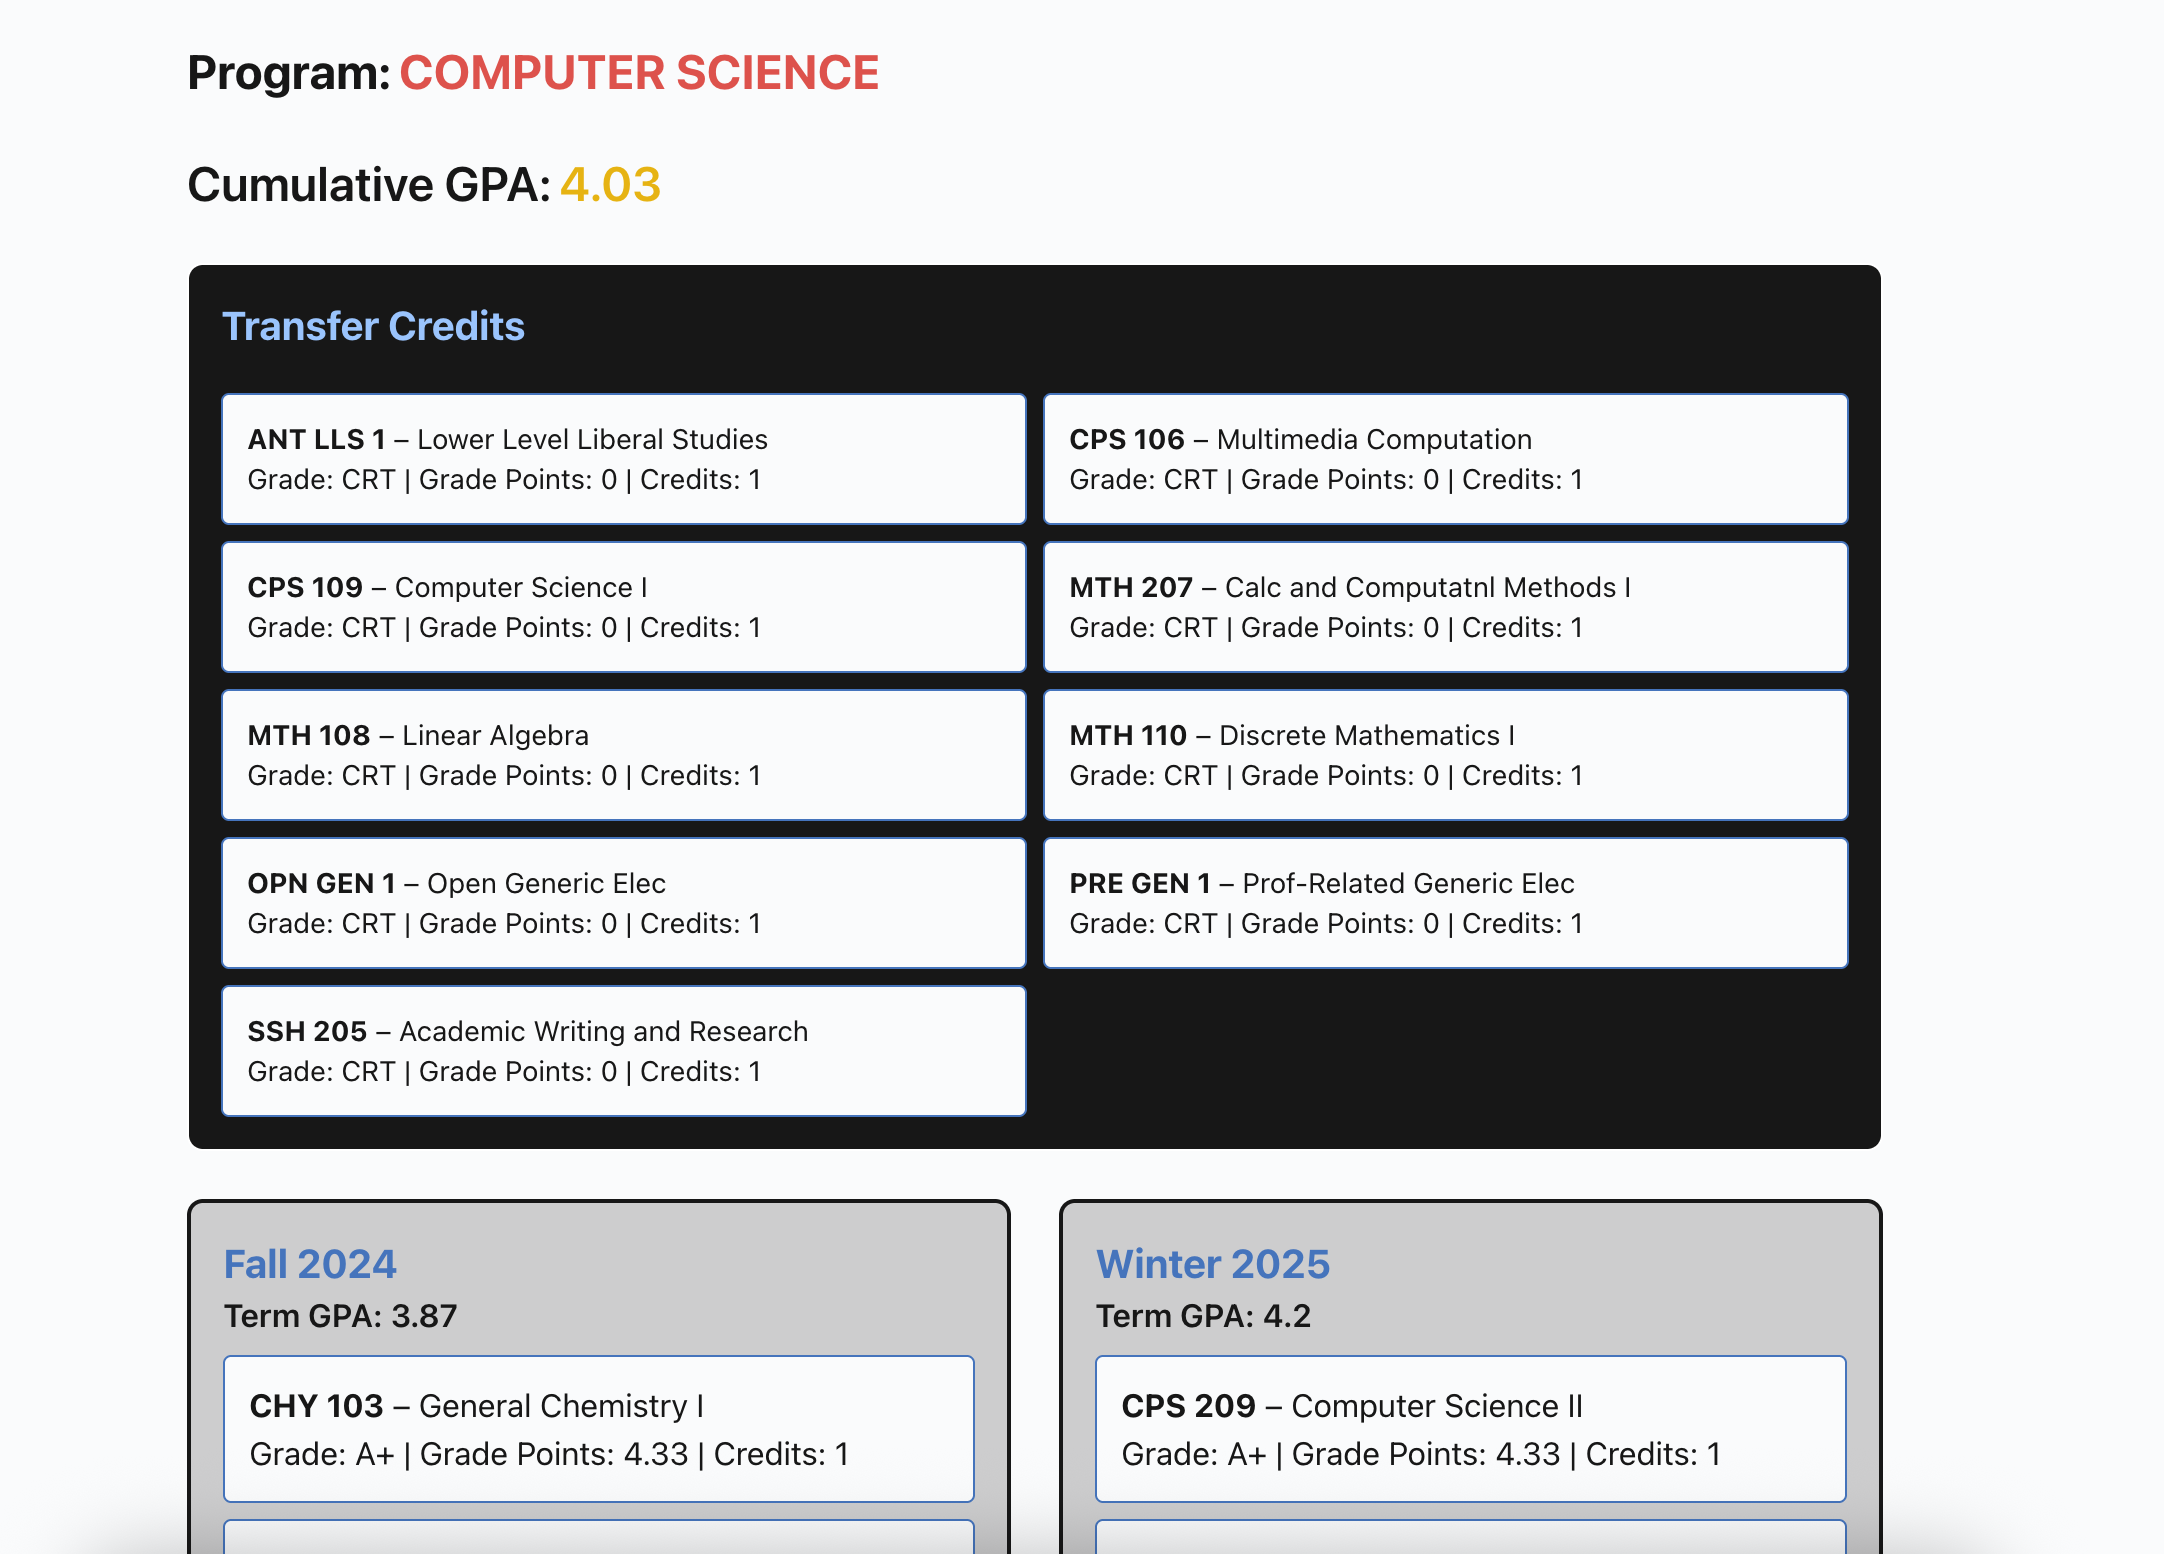 Program: COMPUTER SCIENCE
Cumulative GPA: 4.03
Transfer Credits
ANT LLS 1 – Lower Level Liberal Studies
Grade: CRT | Grade Points: 0 | Credits: 1
CPS 106 – Multimedia Computation
Grade: CRT | Grade Points: 0 | Credits: 1
CPS 109 – Computer Science I
Grade: CRT | Grade Points: 0 | Credits: 1
MTH 207 – Calc and Computatnl Methods I
Grade: CRT | Grade Points: 0 | Credits: 1
MTH 108 – Linear Algebra
Grade: CRT | Grade Points: 0 | Credits: 1
MTH 110 – Discrete Mathematics I
Grade: CRT | Grade Points: 0 | Credits: 1
OPN GEN 1 – Open Generic Elec
Grade: CRT | Grade Points: 0 | Credits: 1
PRE GEN 1 – Prof-Related Generic Elec
Grade: CRT | Grade Points: 0 | Credits: 1
SSH 205 – Academic Writing and Research
Grade: CRT | Grade Points: 0 | Credits: 1
Fall 2024
Term GPA: 3.87
CHY 103 – General Chemistry I
Grade: A+ | Grade Points: 4.33 | Credits: 1
Winter 2025
Term GPA: 4.2
CPS 209 – Computer Science II
Grade: A+ | Grade Points: 4.33 | Credits: 1